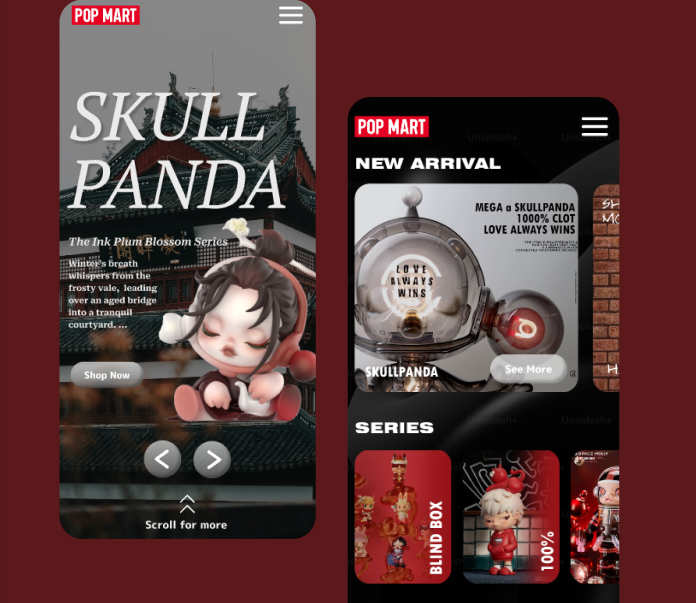 POP MART
SKULL
PANDA
The Ink Plum Blossom Series
Winter's breath
whispers from the
frosty vale, leading
over an aged bridge
into a tranquil
courtyard. ...
Shop Now
Scroll for more
POP MART
Unsplash+
NEW ARRIVAL
MEGA a SKULLPANDA
1000% CLOT
LOVE ALWAYS WINS
LOVE
ALWAYS
WINS
SKULLPANDA
See More
Unsplash+
Unsplash+
SERIES
BLIND BOX
100%